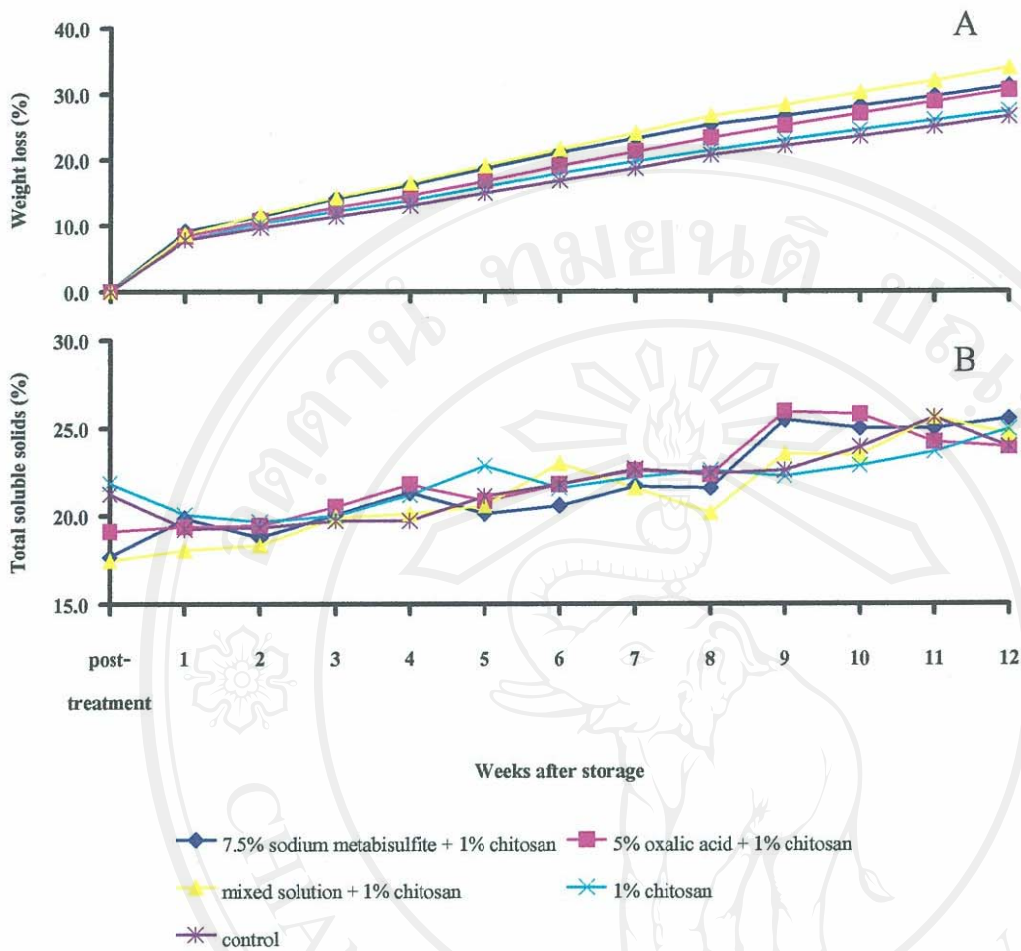 A
40.0
30.0
20.0
10.0
0.0
Weight loss (%)
B
30.0
25.0
20.0
15.0
Total soluble solids (%)
post-treatment 1 2 3 4 5 6 7 8 9 10 11 12
Weeks after storage
7.5% sodium metabisulfite + 1% chitosan 5% oxalic acid + 1% chitosan
mixed solution + 1% chitosan 1% chitosan
control